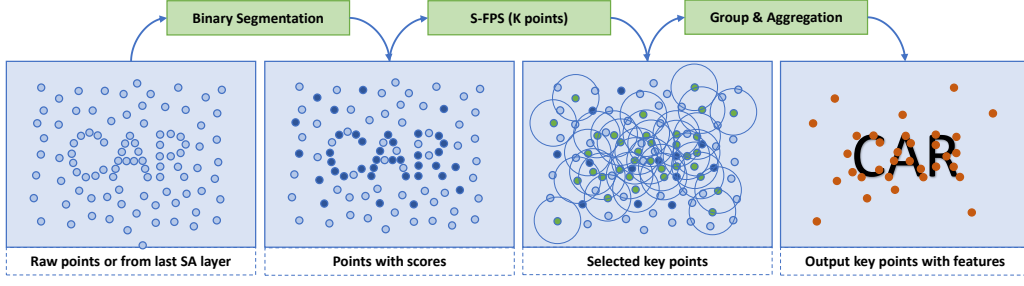 Binary Segmentation
S-FPS (K points)
Group & Aggregation
CAR
Raw points or from last SA layer
Points with scores
Selected key points
Output key points with features